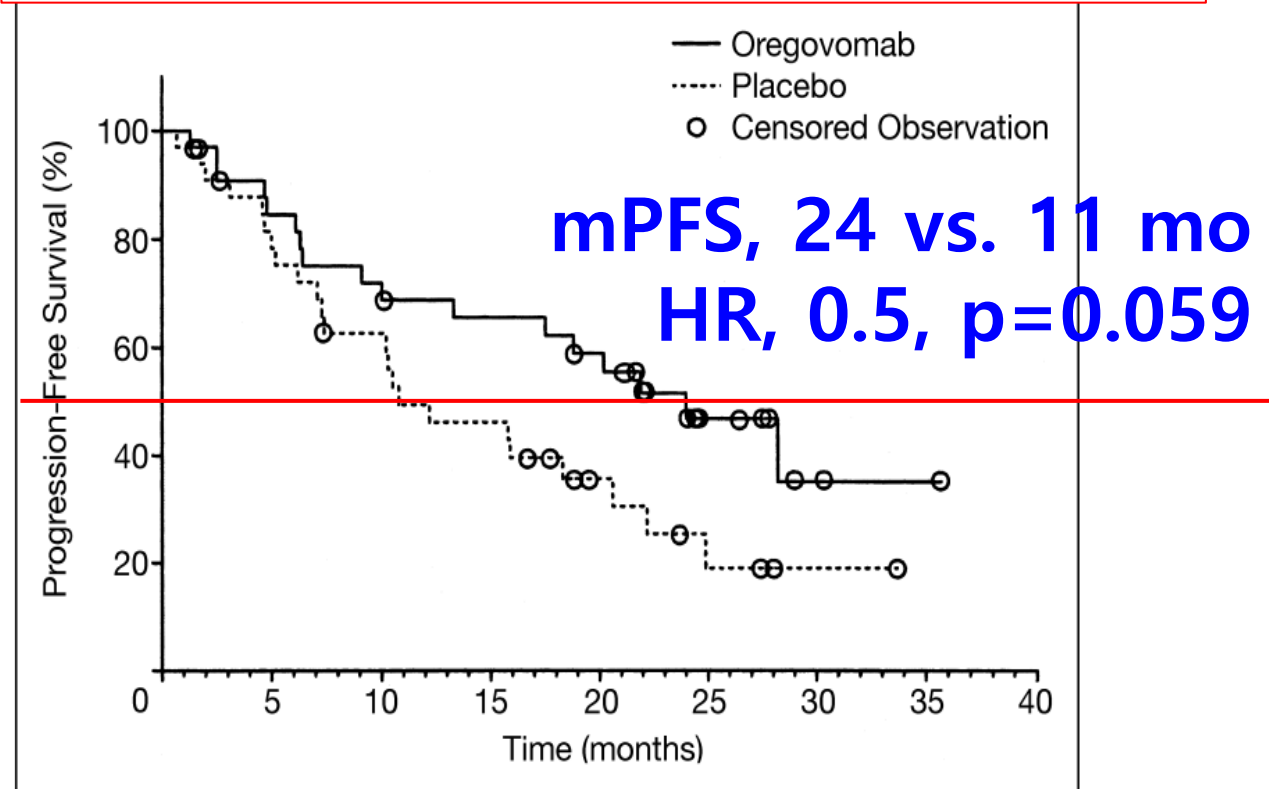 Oregovomab
Placebo
Censored Observation
mPFS, 24 vs. 11 mo
HR, 0.5, p=0.059
Progression-Free Survival (%)
100
80
60
40
20
0 5 10 15 20 25 30 35 40
Time (months)